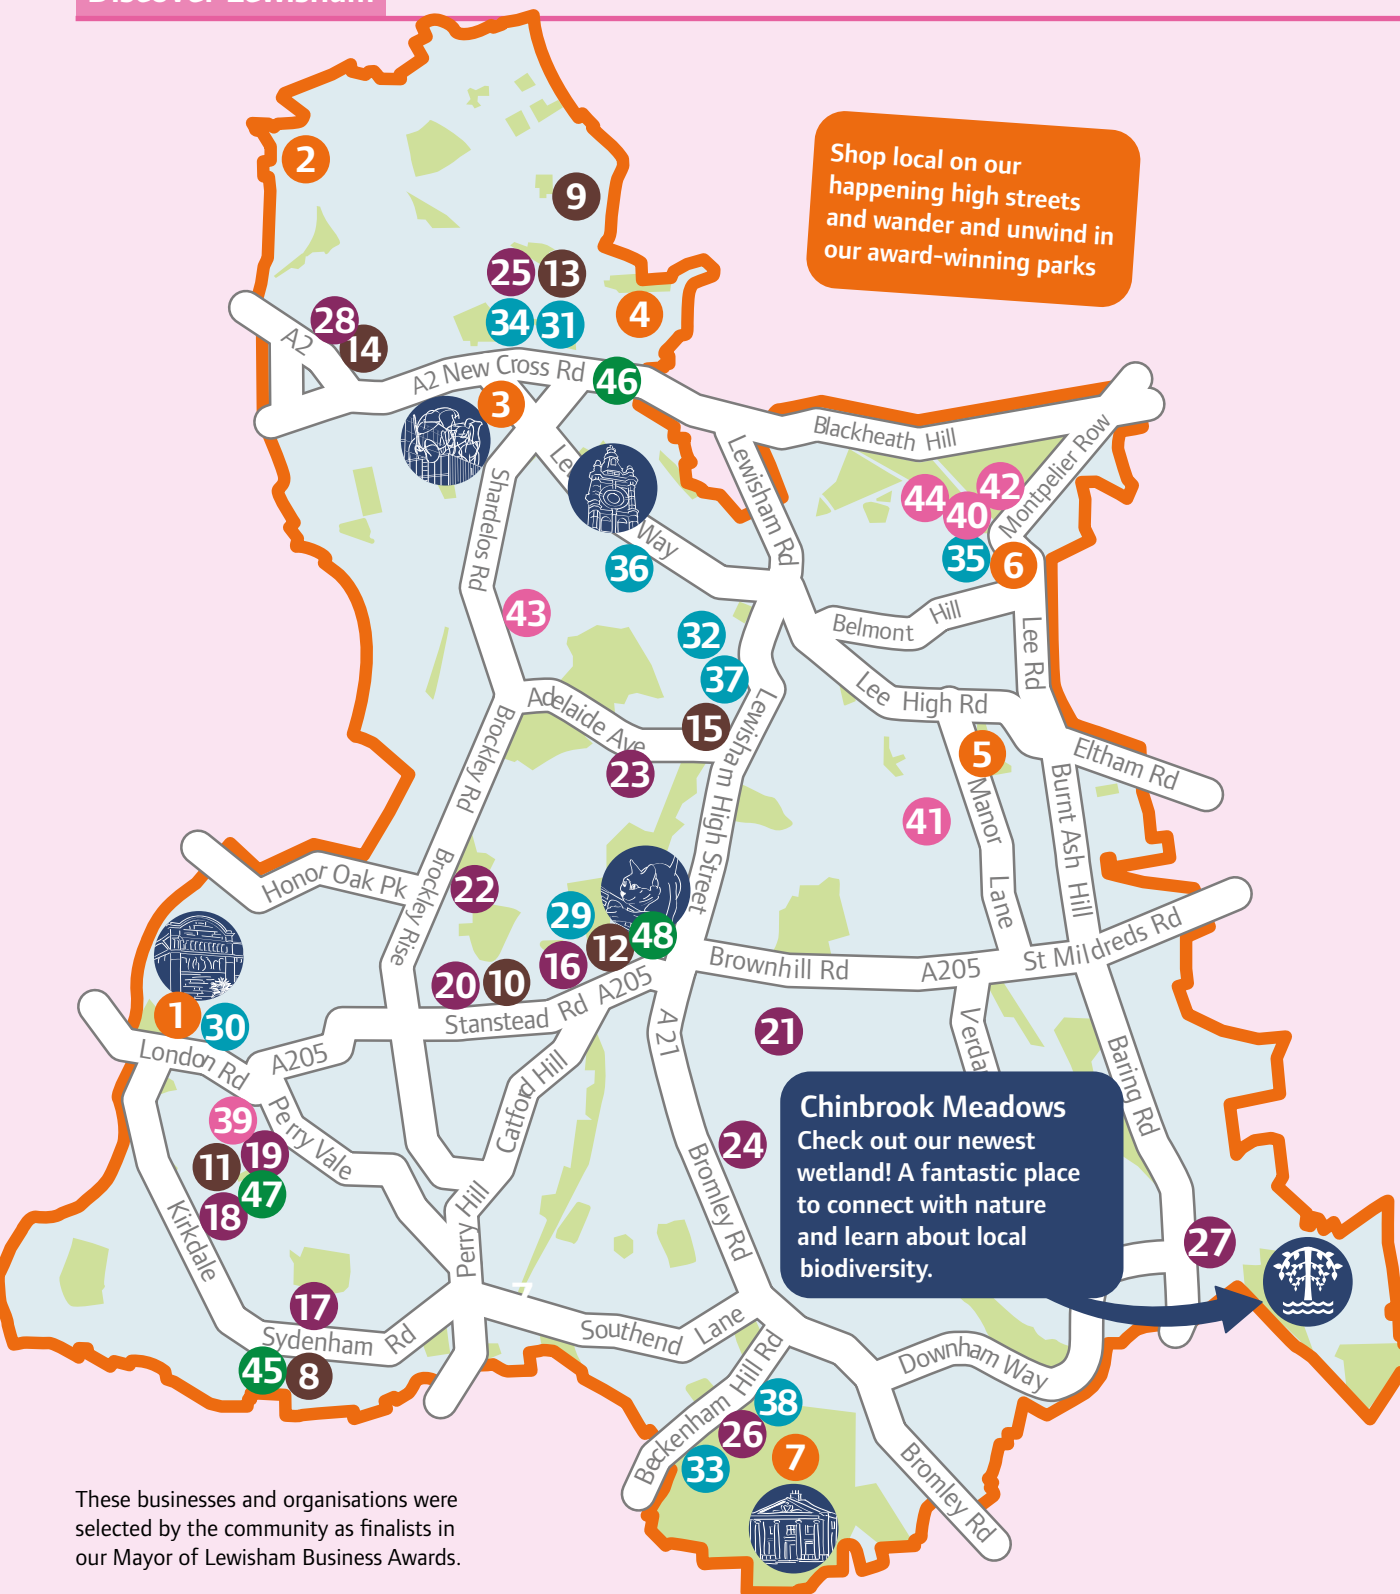 Discover Lewisham
Shop local on our
happening high streets
and wander and unwind in
our award-winning parks
2
9
25 13
34 31
4
28
14
A2
A2 New Cross Rd
46
3
Blackheath Hill
Montpelier Row
Lewisham Rd
44 42
40
35 6
Shardelos Rd
Way
36
43
32
37
Belmont Hill
Lee Rd
Lee High Rd
Adelaide Ave
15
23
Lewisham High Street
5
Eltham Rd
Brockley Rd
Manor Lane
41
Burnt Ash Hill
Honor Oak Pk
Brockley Rise
22
29
48
12
16
20 10
Stanstead Rd A205
Brownhill Rd A205
St Mildreds Rd
1
30
London Rd
A205
A21
21
Baring Rd
Catford Hill
Perry Vale
39
19
11
47
18
Kirkdale
Perry Hill
24
Bromley Rd
Chinbrook Meadows
Check out our newest
wetland! A fantastic place
to connect with nature
and learn about local
biodiversity.
27
17
7
Sydenham Rd
Southend Lane
45 8
Downham Way
Beckenham Hill Rd
38
26
33
7
Bromley Rd
These businesses and organisations were
selected by the community as finalists in
our Mayor of Lewisham Business Awards.